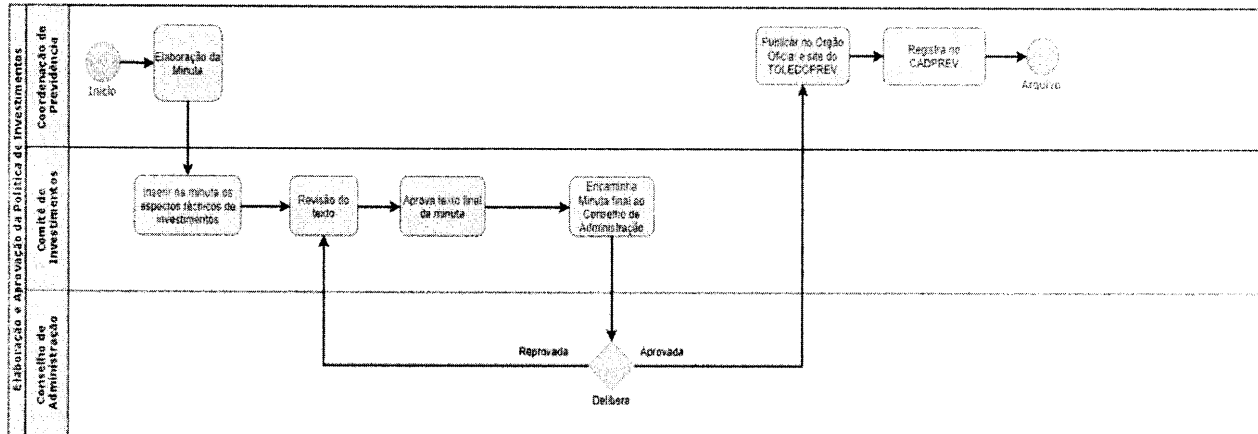 Elaboração e Aprovação da Política de Investimentos
Coordenação de
Previdência
Início
Elaboração da
Minuta
Publicar no Órgão
Oficial e site do
TOLEDOPREV
Registra no
CADPREV
Arquivo
Comitê de
Investimentos
Inserir na minuta os
aspectos técnicos de
investimentos
Revisão do
texto
Aprova texto final
da minuta
Encaminha
Minuta final ao
Conselho de
Administração
Conselho de
Administração
Reprovada
Aprovada
Delibera